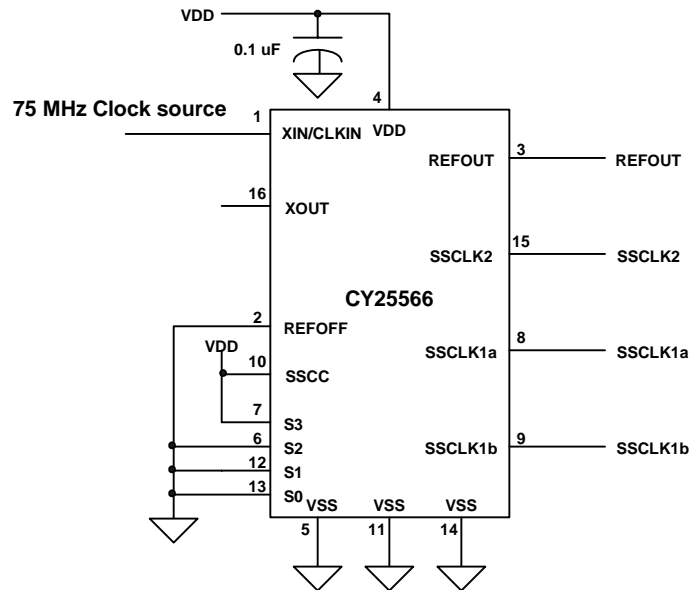 VDD
0.1 uF
75 MHz Clock source
4
1
VDD
XIN/CLKIN
3
REFOUT
REFOUT
16
XOUT
15
SSCLK2
SSCLK2
CY25566
2
REFOFF
VDD
8
SSCLK1a
SSCLK1a
10
SSCC
7
S3
6
S2
9
SSCLK1b
SSCLK1b
12
S1
13
S0
VSS
VSS
VSS
5
11
14